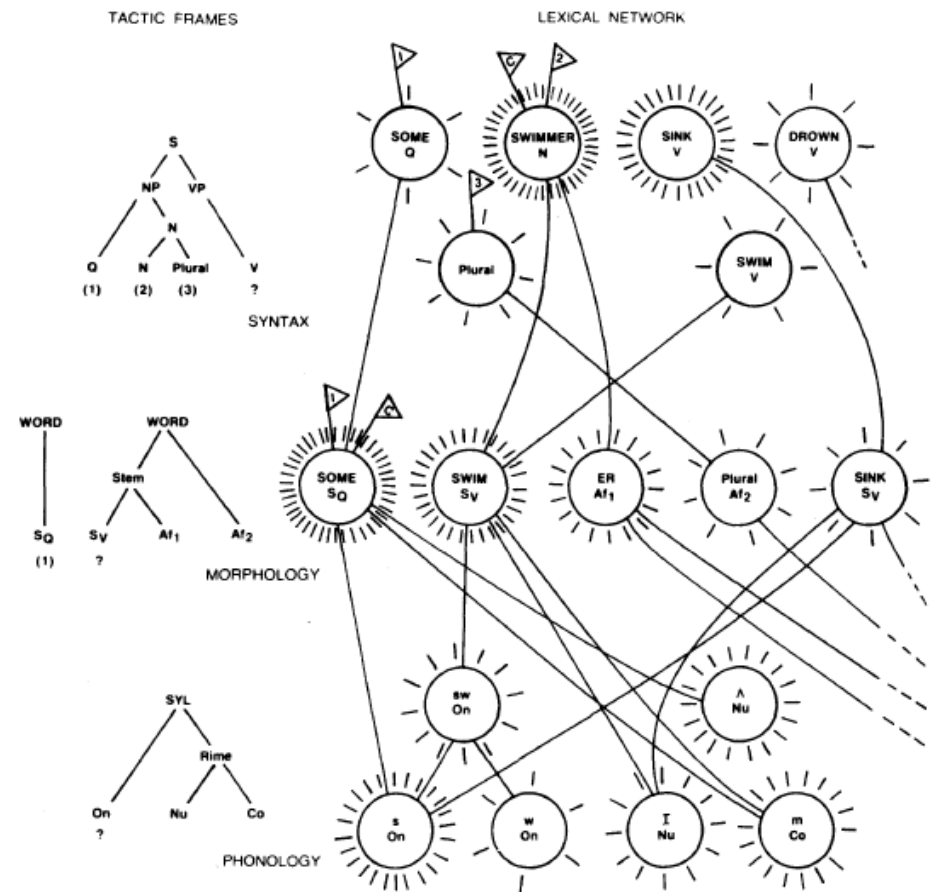 TACTIC FRAMES
LEXICAL NETWORK
1
C
2
SOME
Q
SWIMMER
N
SINK
V
DROWN
V
3
Plural
SWIM
V
S
NP VP
N
Q N Plural V
(1) (2) (3) ?
SYNTAX
1
C
WORD WORD
Stem
SQ SV Af1 Af2
(1) ?
MORPHOLOGY
SOME
SQ
SWIM
SV
ER
Af1
Plural
Af2
SINK
SV
sw
On
Λ
Nu
SYL
Rime
On Nu Co
?
PHONOLOGY
s
On
w
On
I
Nu
m
Co